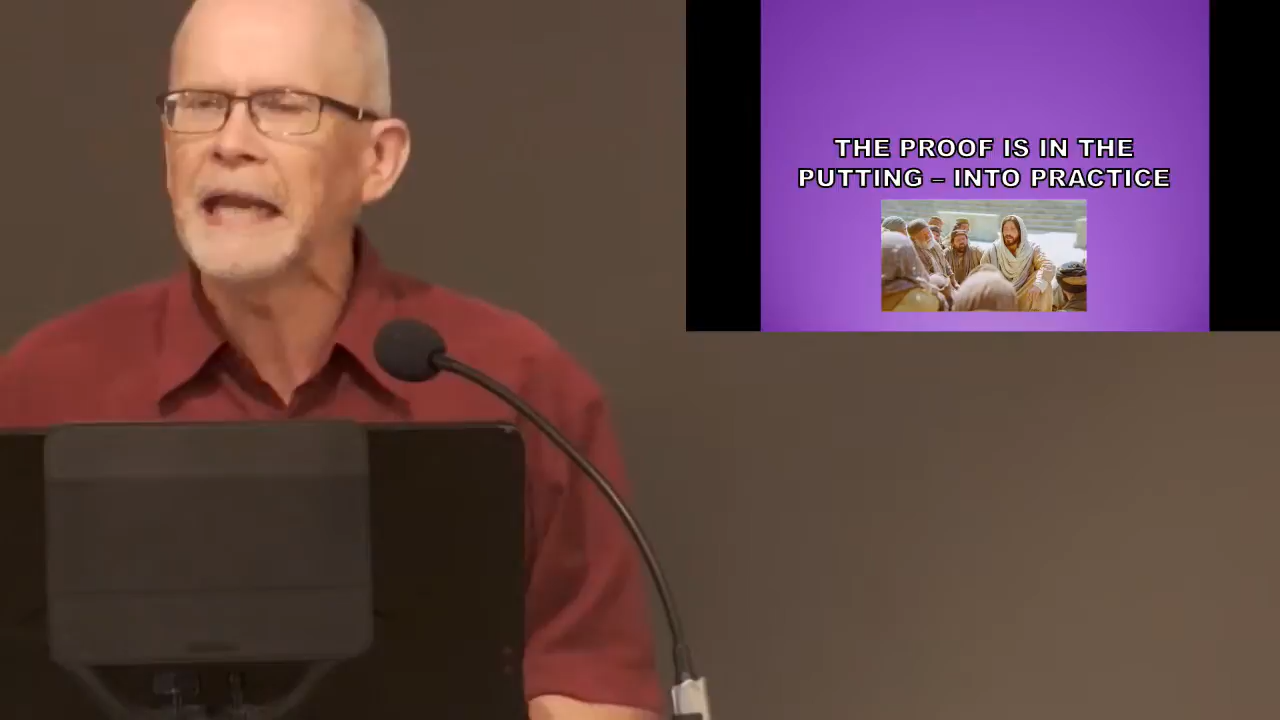 THE PROOF IS IN THE
PUTTING – INTO PRACTICE